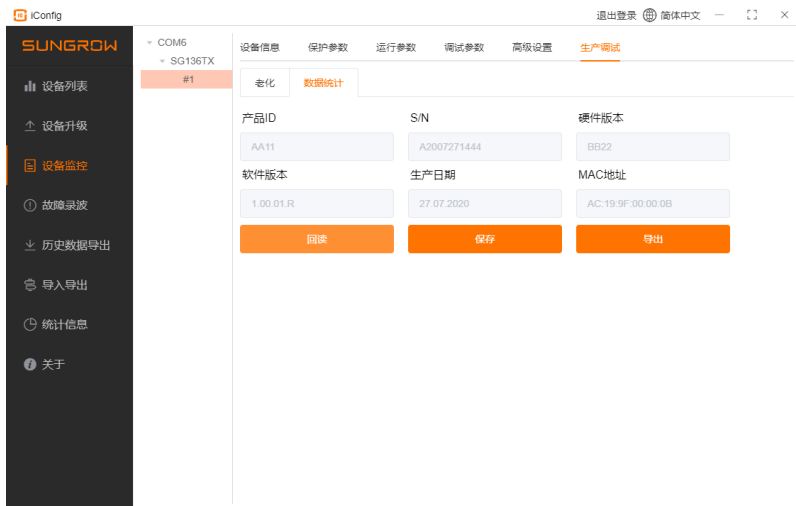 iConfig
退出登录 简体中文
SUNGROW
设备列表
设备升级
设备监控
故障录波
历史数据导出
导入导出
统计信息
关于
COM6
SG136TX
#1
设备信息 保护参数 运行参数 调试参数 高级设置 生产调试
老化 数据统计
产品ID S/N 硬件版本
AA11 A2007271444 BB22
软件版本 生产日期 MAC地址
1.00.01.R 27.07.2020 AC:19:9F:00:00:0B
回读 保存 导出